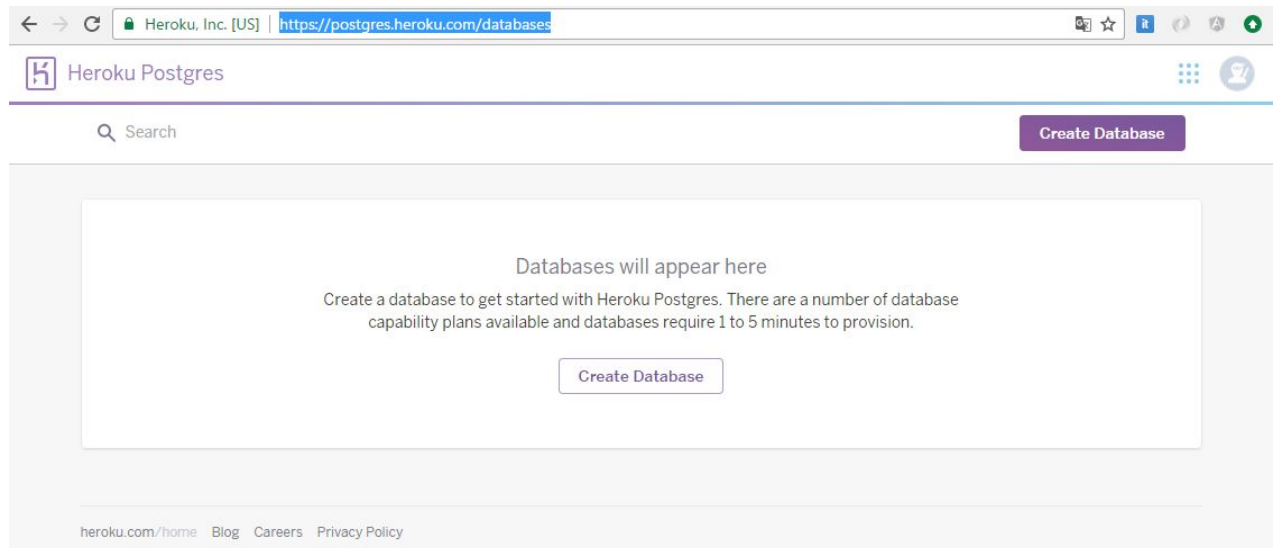 Heroku, Inc. [US] | https://postgres.heroku.com/databases
Heroku Postgres
Search
Create Database
Databases will appear here
Create a database to get started with Heroku Postgres. There are a number of database
capability plans available and databases require 1 to 5 minutes to provision.
Create Database
heroku.com/home Blog Careers Privacy Policy